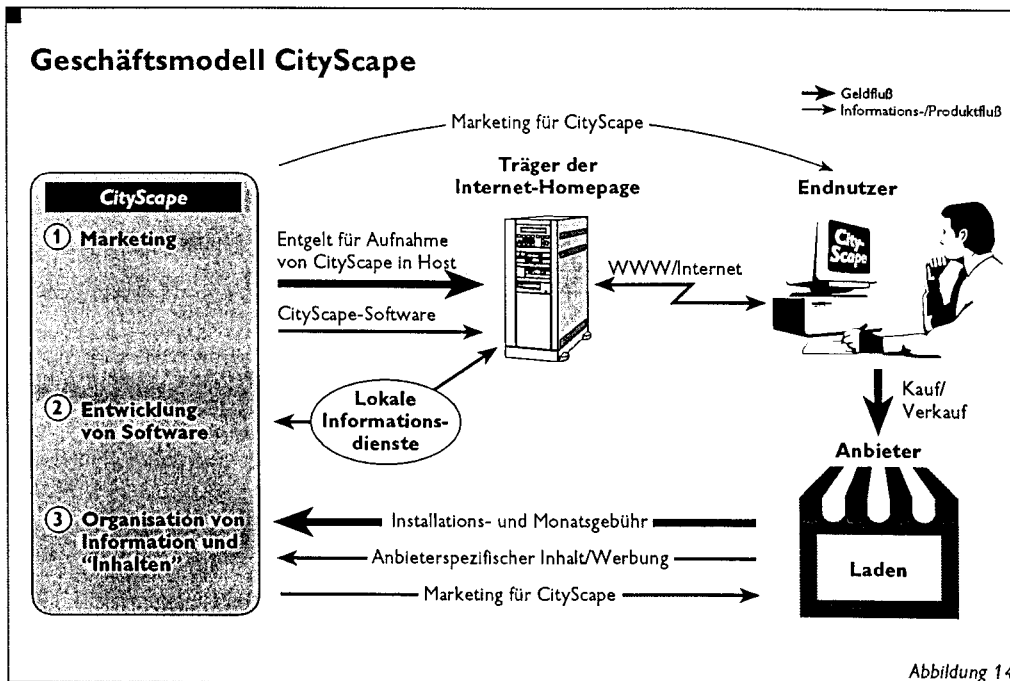 Geschäftsmodell CityScape
Geldfluß
Informations-/Produktfluß
Marketing für CityScape
Träger der
Internet-Homepage
Endnutzer
CityScape
1 Marketing
Entgelt für Aufnahme
von CityScape in Host
CityScape-Software
WWW/Internet
City-
Scape
Lokale
Informations-
dienste
2 Entwicklung
von Software
Kauf/
Verkauf
Anbieter
3 Organisation von
Information und
"Inhalten"
Installations- und Monatsgebühr
Anbieterspezifischer Inhalt/Werbung
Marketing für CityScape
Laden
Abbildung 14